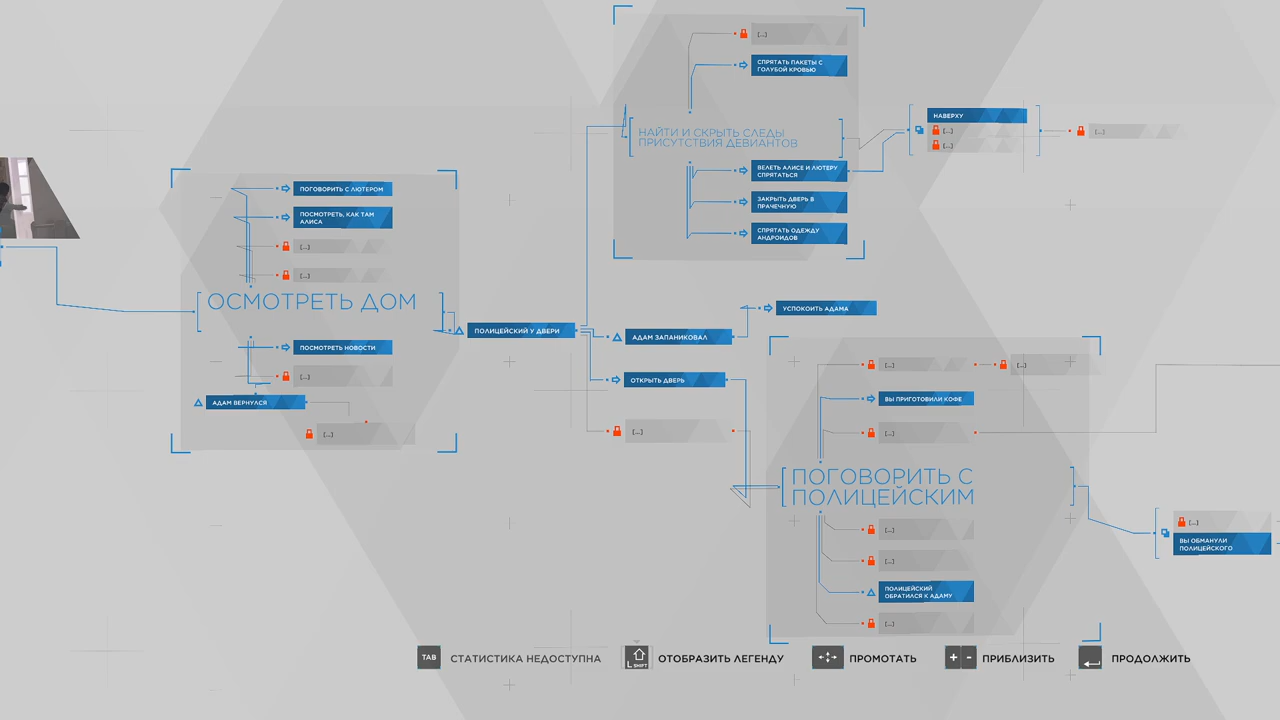 [...]
СПРЯТАТЬ ПАКЕТЫ С
ГОЛУБОЙ КРОВЬЮ
НАЙТИ И СКРЫТЬ СЛЕДЫ
ПРИСУТСТВИЯ ДЕВИАНТОВ
НАВЕРХУ
[...]
[...]
[...]
ВЕЛЕТЬ АЛИСЕ И ЛЮТЕРУ
СПРЯТАТЬСЯ
ЗАКРЫТЬ ДВЕРЬ В
ПРАЧЕЧНУЮ
СПРЯТАТЬ ОДЕЖДУ
АНДРОИДОВ
ПОГОВОРИТЬ С ЛЮТЕРОМ
ПОСМОТРЕТЬ, КАК ТАМ
АЛИСА
[...]
[...]
ОСМОТРЕТЬ ДОМ
ПОСМОТРЕТЬ НОВОСТИ
[...]
АДАМ ВЕРНУЛСЯ
[...]
ПОЛИЦЕЙСКИЙ У ДВЕРИ
АДАМ ЗАПАНИКОВАЛ
УСПОКОИТЬ АДАМА
ОТКРЫТЬ ДВЕРЬ
[...]
[...]
[...]
ВЫ ПРИГОТОВИЛИ КОФЕ
[...]
ПОГОВОРИТЬ С
ПОЛИЦЕЙСКИМ
[...]
[...]
ПОЛИЦЕЙСКИЙ
ОБРАТИЛСЯ К АДАМУ
[...]
[...]
ВЫ ОБМАНУЛИ
ПОЛИЦЕЙСКОГО
TAB СТАТИСТИКА НЕДОСТУПНА
L SHIFT ОТОБРАЗИТЬ ЛЕГЕНДУ
ПРОМОТАТЬ
+ - ПРИБЛИЗИТЬ
ПРОДОЛЖИТЬ